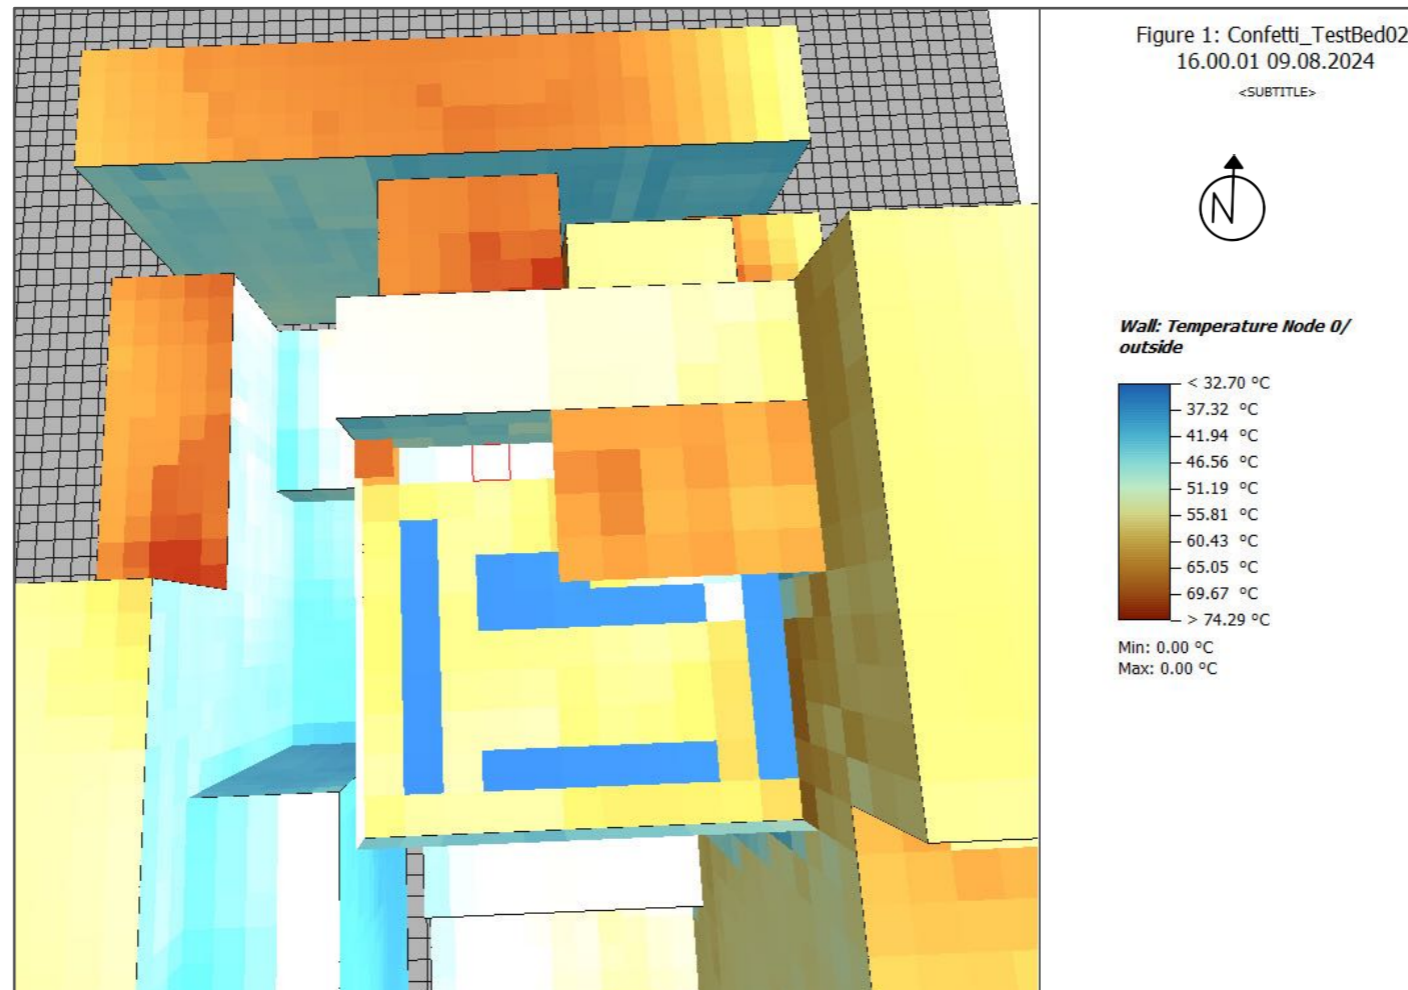 Figure 1: Confetti_TestBed02
16.00.01 09.08.2024
<SUBTITLE>
N
Wall: Temperature Node 0/
outside
< 32.70 °C
37.32 °C
41.94 °C
46.56 °C
51.19 °C
55.81 °C
60.43 °C
65.05 °C
69.67 °C
> 74.29 °C
Min: 0.00 °C
Max: 0.00 °C